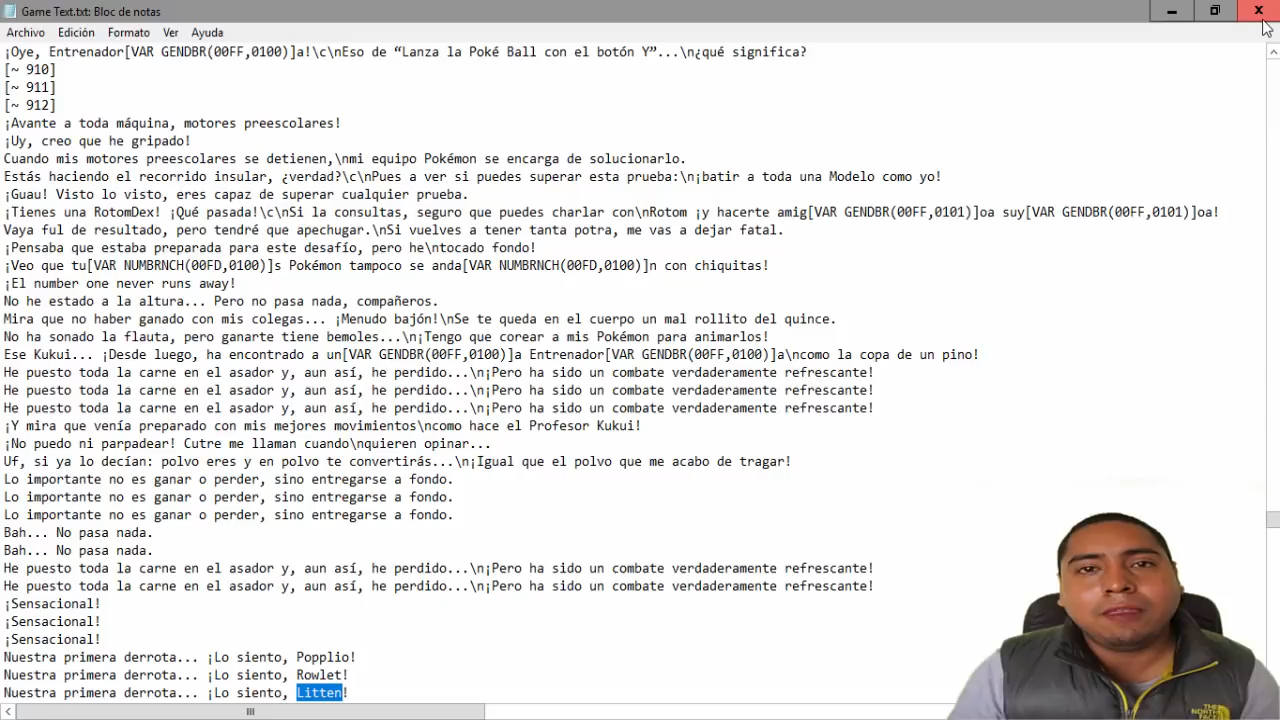 Game Text.txt: Bloc de notas
Archivo Edición Formato Ver Ayuda
¡Oye, Entrenador[VAR GENDBR(00FF,0100)]a!\c\nEso de “Lanza la Poké Ball con el botón Y”...\n¿qué significa?
[~ 910]
[~ 911]
[~ 912]
¡Avante a toda máquina, motores preescolares!
¡Uy, creo que he gripado!
Cuando mis motores preescolares se detienen,\nmi equipo Pokémon se encarga de solucionarlo.
Estás haciendo el recorrido insular, ¿verdad?\c\nPues a ver si puedes superar esta prueba:\n¡batir a toda una Modelo como yo!
¡Guau! Visto lo visto, eres capaz de superar cualquier prueba.
¡Tienes una RotomDex! ¡Qué pasada!\c\nSi la consultas, seguro que puedes charlar con\nRotom ¡y hacerte amig[VAR GENDBR(00FF,0101)]oa suy[VAR GENDBR(00FF,0101)]oa!
Vaya ful de resultado, pero tendré que apechugar.\nSi vuelves a tener tanta potra, me vas a dejar fatal.
¡Pensaba que estaba preparada para este desafío, pero he\ntocado fondo!
¡Veo que tu[VAR NUMBRNCH(00FD,0100)]s Pokémon tampoco se anda[VAR NUMBRNCH(00FD,0100)]n con chiquitas!
¡El number one never runs away!
No he estado a la altura... Pero no pasa nada, compañeros.
Mira que no haber ganado con mis colegas... ¡Menudo bajón!\nSe te queda en el cuerpo un mal rollito del quince.
No ha sonado la flauta, pero ganarte tiene bemoles...\n¡Tengo que corear a mis Pokémon para animarlos!
Ese Kukui... ¡Desde luego, ha encontrado a un[VAR GENDBR(00FF,0100)]a Entrenador[VAR GENDBR(00FF,0100)]a\ncomo la copa de un pino!
He puesto toda la carne en el asador y, aun así, he perdido...\n¡Pero ha sido un combate verdaderamente refrescante!
He puesto toda la carne en el asador y, aun así, he perdido...\n¡Pero ha sido un combate verdaderamente refrescante!
He puesto toda la carne en el asador y, aun así, he perdido...\n¡Pero ha sido un combate verdaderamente refrescante!
¡Y mira que venía preparado con mis mejores movimientos\ncomo hace el Profesor Kukui!
¡No puedo ni parpadear! Cutre me llaman cuando\nquieren opinar...
Uf, si ya lo decían: polvo eres y en polvo te convertirás...\n¡Igual que el polvo que me acabo de tragar!
Lo importante no es ganar o perder, sino entregarse a fondo.
Lo importante no es ganar o perder, sino entregarse a fondo.
Lo importante no es ganar o perder, sino entregarse a fondo.
Bah... No pasa nada.
Bah... No pasa nada.
He puesto toda la carne en el asador y, aun así, he perdido...\n¡Pero ha sido un combate verdaderamente refrescante!
He puesto toda la carne en el asador y, aun así, he perdido...\n¡Pero ha sido un combate verdaderamente refrescante!
¡Sensacional!
¡Sensacional!
¡Sensacional!
Nuestra primera derrota... ¡Lo siento, Popplio!
Nuestra primera derrota... ¡Lo siento, Rowlet!
Nuestra primera derrota... ¡Lo siento, Litten!
THE
NORTH
FACE